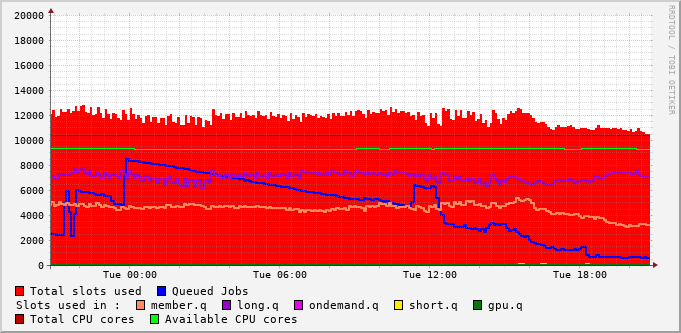 RRDTOOL / TOBI OETIKER
20000
18000
16000
14000
12000
10000
8000
6000
4000
2000
0
Tue 00:00 Tue 06:00 Tue 12:00 Tue 18:00
Total slots used Queued Jobs
Slots used in : member.q long.q ondemand.q short.q gpu.q
Total CPU cores Available CPU cores